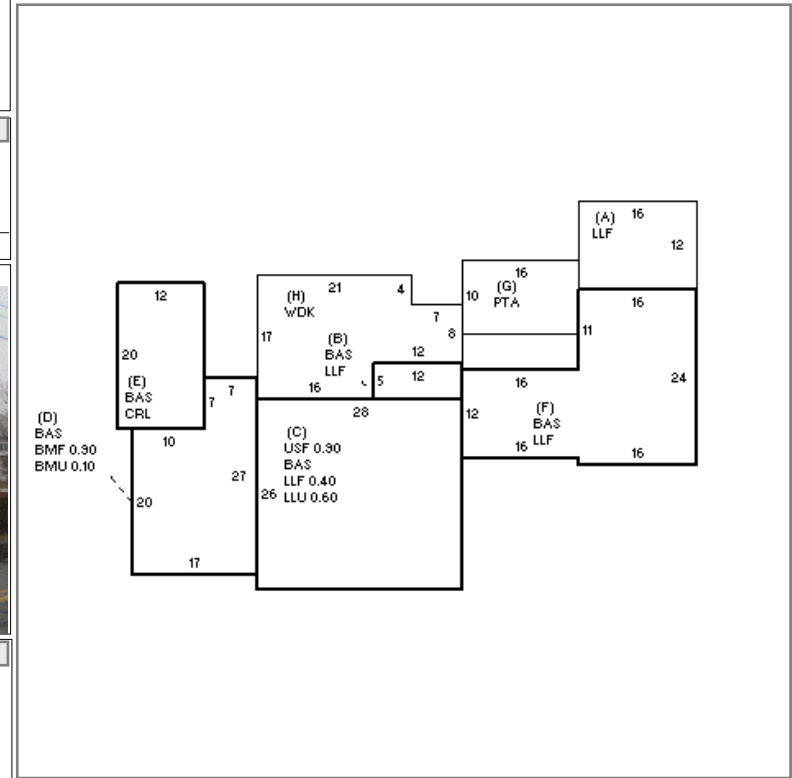 16
(A)
LLF
12
16
(G)
PTA
10
21
4
(H)
WDK
7
8
17
12
(B)
BAS
LLF
12
5
16
12
20
(E)
BAS
CRL
7
7
10
(D)
BAS
BMF 0.90
BMU 0.10
20
27
17
28
(C)
USF 0.90
BAS
LLF 0.40
LLU 0.60
26
16
11
24
16
12
(F)
BAS
LLF
16
16